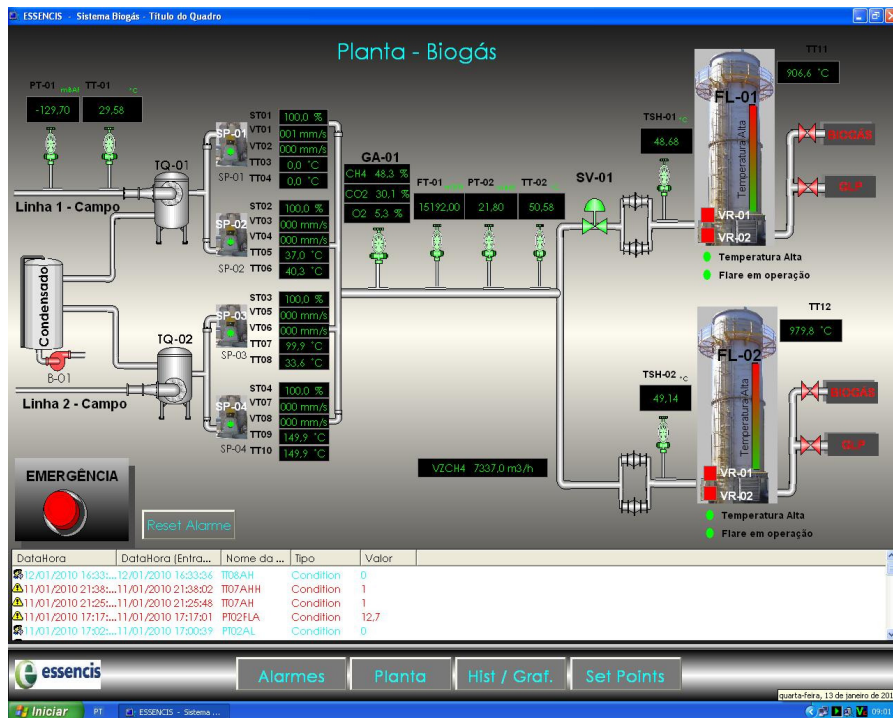 ESSENCIS - Sistema Biogás - Título do Quadro
Planta - Biogás
PT-01 mBAl TT-01 °C
-129,70 29,58
TQ-01
Linha 1 - Campo
SP-01
SP-01
ST01 100,0 %
VT01 001 mm/s
VT02 000 mm/s
TT03 0,0 °C
TT04 0,0 °C
SP-02
SP-02
ST02 100,0 %
VT03 000 mm/s
VT04 000 mm/s
TT05 37,0 °C
TT06 40,3 °C
GA-01
CH4 48,3 %
CO2 30,1 %
O2 5,3 %
FT-01 PT-02 TT-02
15192,00 21,80 50,58
SV-01
TSH-01 °C
48,68
TT11
906,6 °C
FL-01
Temperatura Alta
VR-01
VR-02
BIOGÁS
GLP
Temperatura Alta
Flare em operação
Condensado
B-01
TQ-02
Linha 2 - Campo
SP-03
SP-03
ST03 100,0 %
VT05 000 mm/s
VT06 000 mm/s
TT07 99,9 °C
TT08 33,6 °C
SP-04
SP-04
ST04 100,0 %
VT07 000 mm/s
VT08 000 mm/s
TT09 149,9 °C
TT10 149,9 °C
VZCH4 7337,0 m3/h
TSH-02 °C
49,14
TT12
979,8 °C
FL-02
Temperatura Alta
VR-01
VR-02
BIOGÁS
GLP
Temperatura Alta
Flare em operação
EMERGÊNCIA
Reset Alarme
DataHora DataHora (Entra... Nome da ... Tipo Valor
12/01/2010 16:33:... 12/01/2010 16:33:36 TT08AH Condition 0
11/01/2010 21:38:... 11/01/2010 21:38:02 TT07AHH Condition 1
11/01/2010 21:25:... 11/01/2010 21:25:48 TT07AH Condition 1
11/01/2010 17:17:... 11/01/2010 17:17:01 PT02FLA Condition 12,7
11/01/2010 17:02:... 11/01/2010 17:00:39 PT02AL Condition 0
essencis
Alarmes Planta Hist / Graf. Set Points
quarta-feira, 13 de janeiro de 201
Iniciar PT ESSENCIS - Sistema ... 09:01